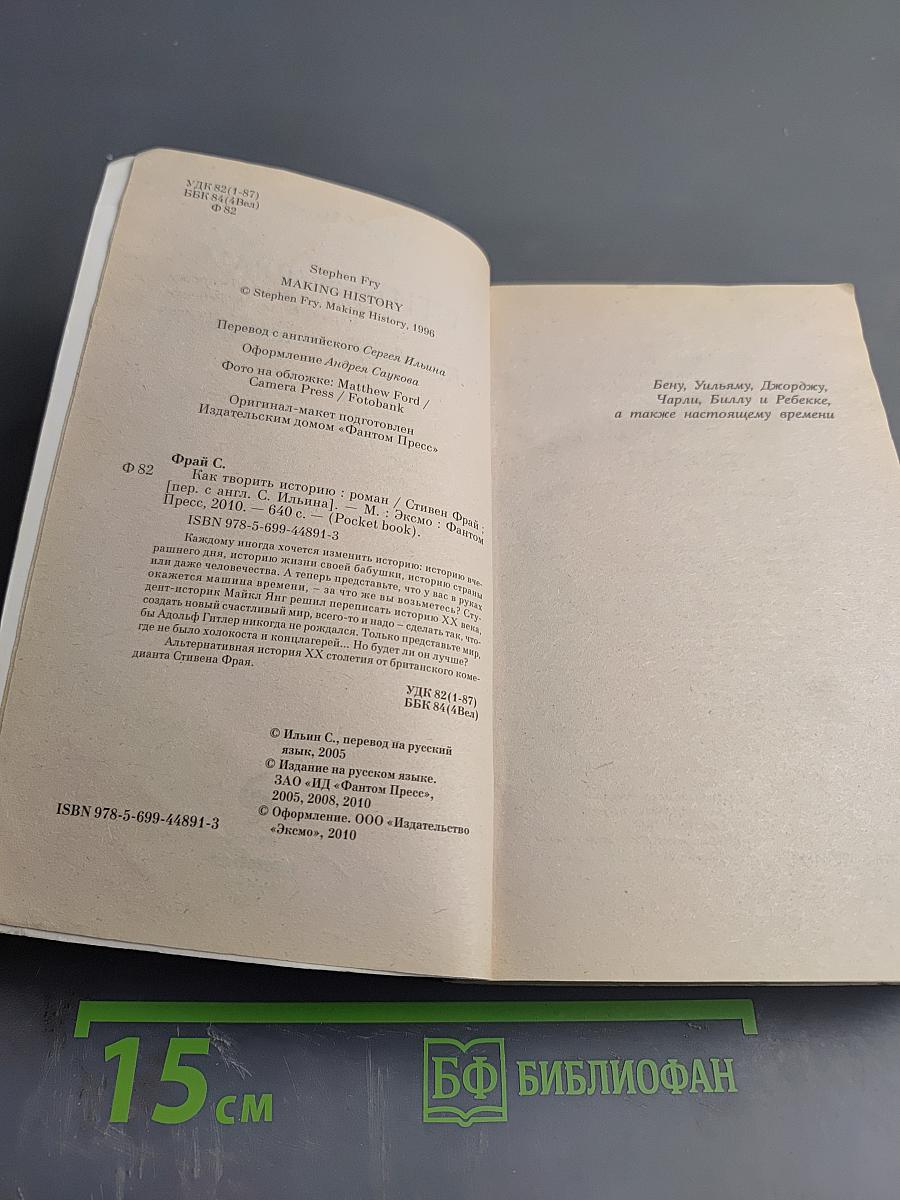 УДК 82(1-87)
ББК 84(4Вел)
Ф 82
Stephen Fry
MAKING HISTORY
© Stephen Fry, Making History, 1996
Перевод с английского Сергея Ильина
Оформление Андрея Саукова
Фото на обложке: Matthew Ford /
Camera Press / Fotobank
Оригинал-макет подготовлен
Издательским домом «Фантом Пресс»
Фрай С.
Ф 82 Как творить историю : роман / Стивен Фрай ;
[пер. с англ. С. Ильина]. — М. : Эксмо : Фантом
Пресс, 2010. — 640 с. — (Pocket book).
ISBN 978-5-699-44891-3
Каждому иногда хочется изменить историю: историю вче-
рашнего дня, историю жизни своей бабушки, историю страны
или даже человечества. А теперь представьте, что у вас в руках
окажется машина времени, – за что же вы возьметесь? Сту-
дент-историк Майкл Янг решил переписать историю XX века,
создать новый счастливый мир, всего-то и надо – сделать так, что-
бы Адольф Гитлер никогда не рождался. Только представьте мир,
где не было холокоста и концлагерей... Но будет ли он лучше?
Альтернативная история XX столетия от британского коме-
дианта Стивена Фрая.
УДК 82(1-87)
ББК 84(4Вел)
© Ильин С., перевод на русский
язык, 2005
© Издание на русском языке.
ЗАО «ИД «Фантом Пресс»,
2005, 2008, 2010
© Оформление. ООО «Издательство
«Эксмо», 2010
ISBN 978-5-699-44891-3
Бену, Уильяму, Джорджу,
Чарли, Биллу и Ребекке,
а также настоящему времени
15 см
БФ БИБЛИОФАН